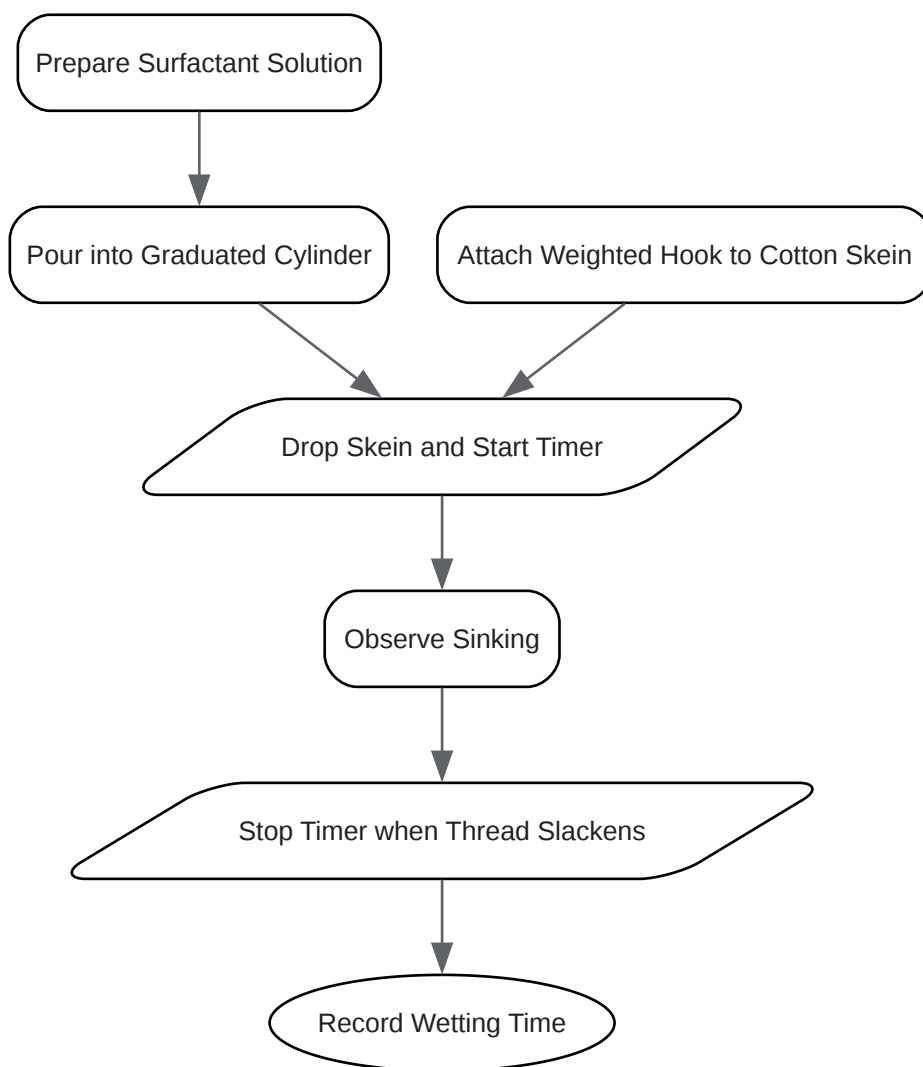 Prepare Surfactant Solution
Pour into Graduated Cylinder
Attach Weighted Hook to Cotton Skein
Drop Skein and Start Timer
Observe Sinking
Stop Timer when Thread Slackens
Record Wetting Time